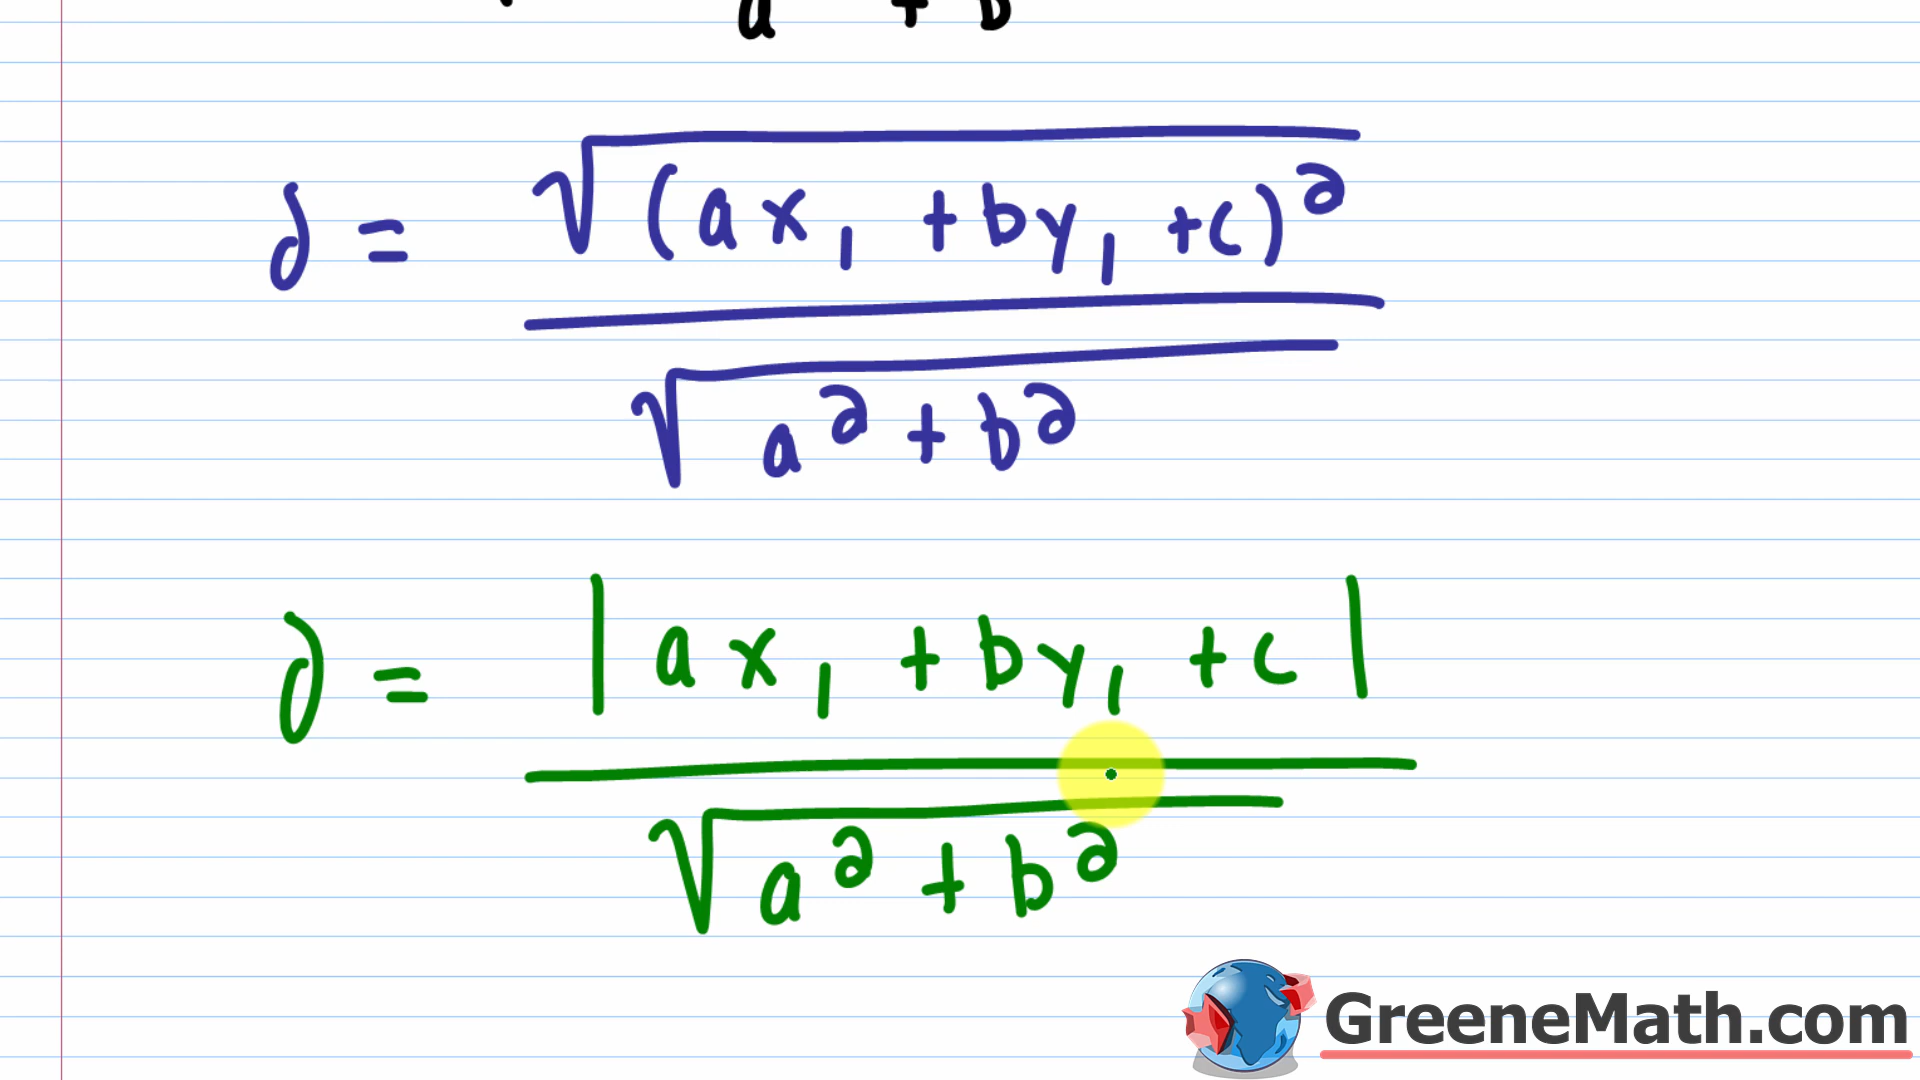 a + b
d = √(ax₁ + by₁ + c)²
√a² + b²
d = |ax₁ + by₁ + c|
√a² + b²
GreeneMath.com